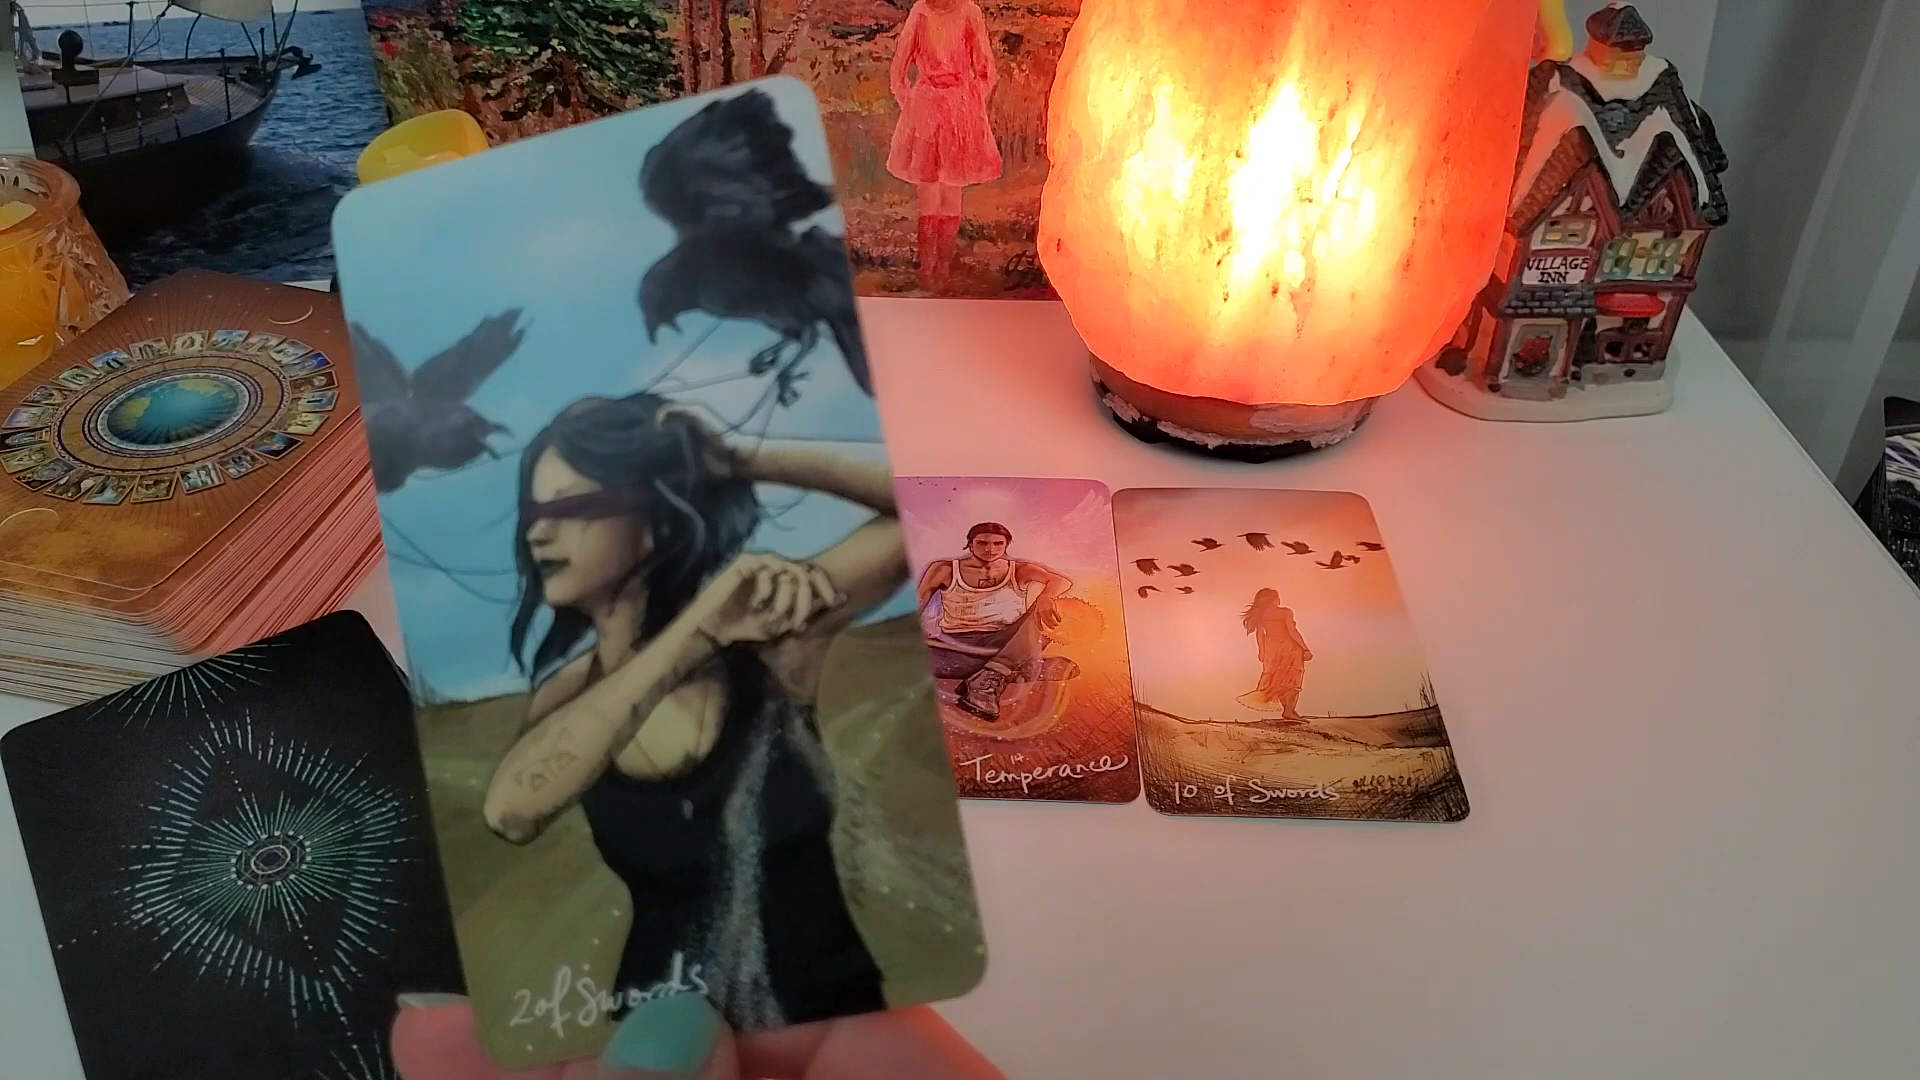 VILLAGE
INN
14
Temperance
10 of Swords
2 of Swords